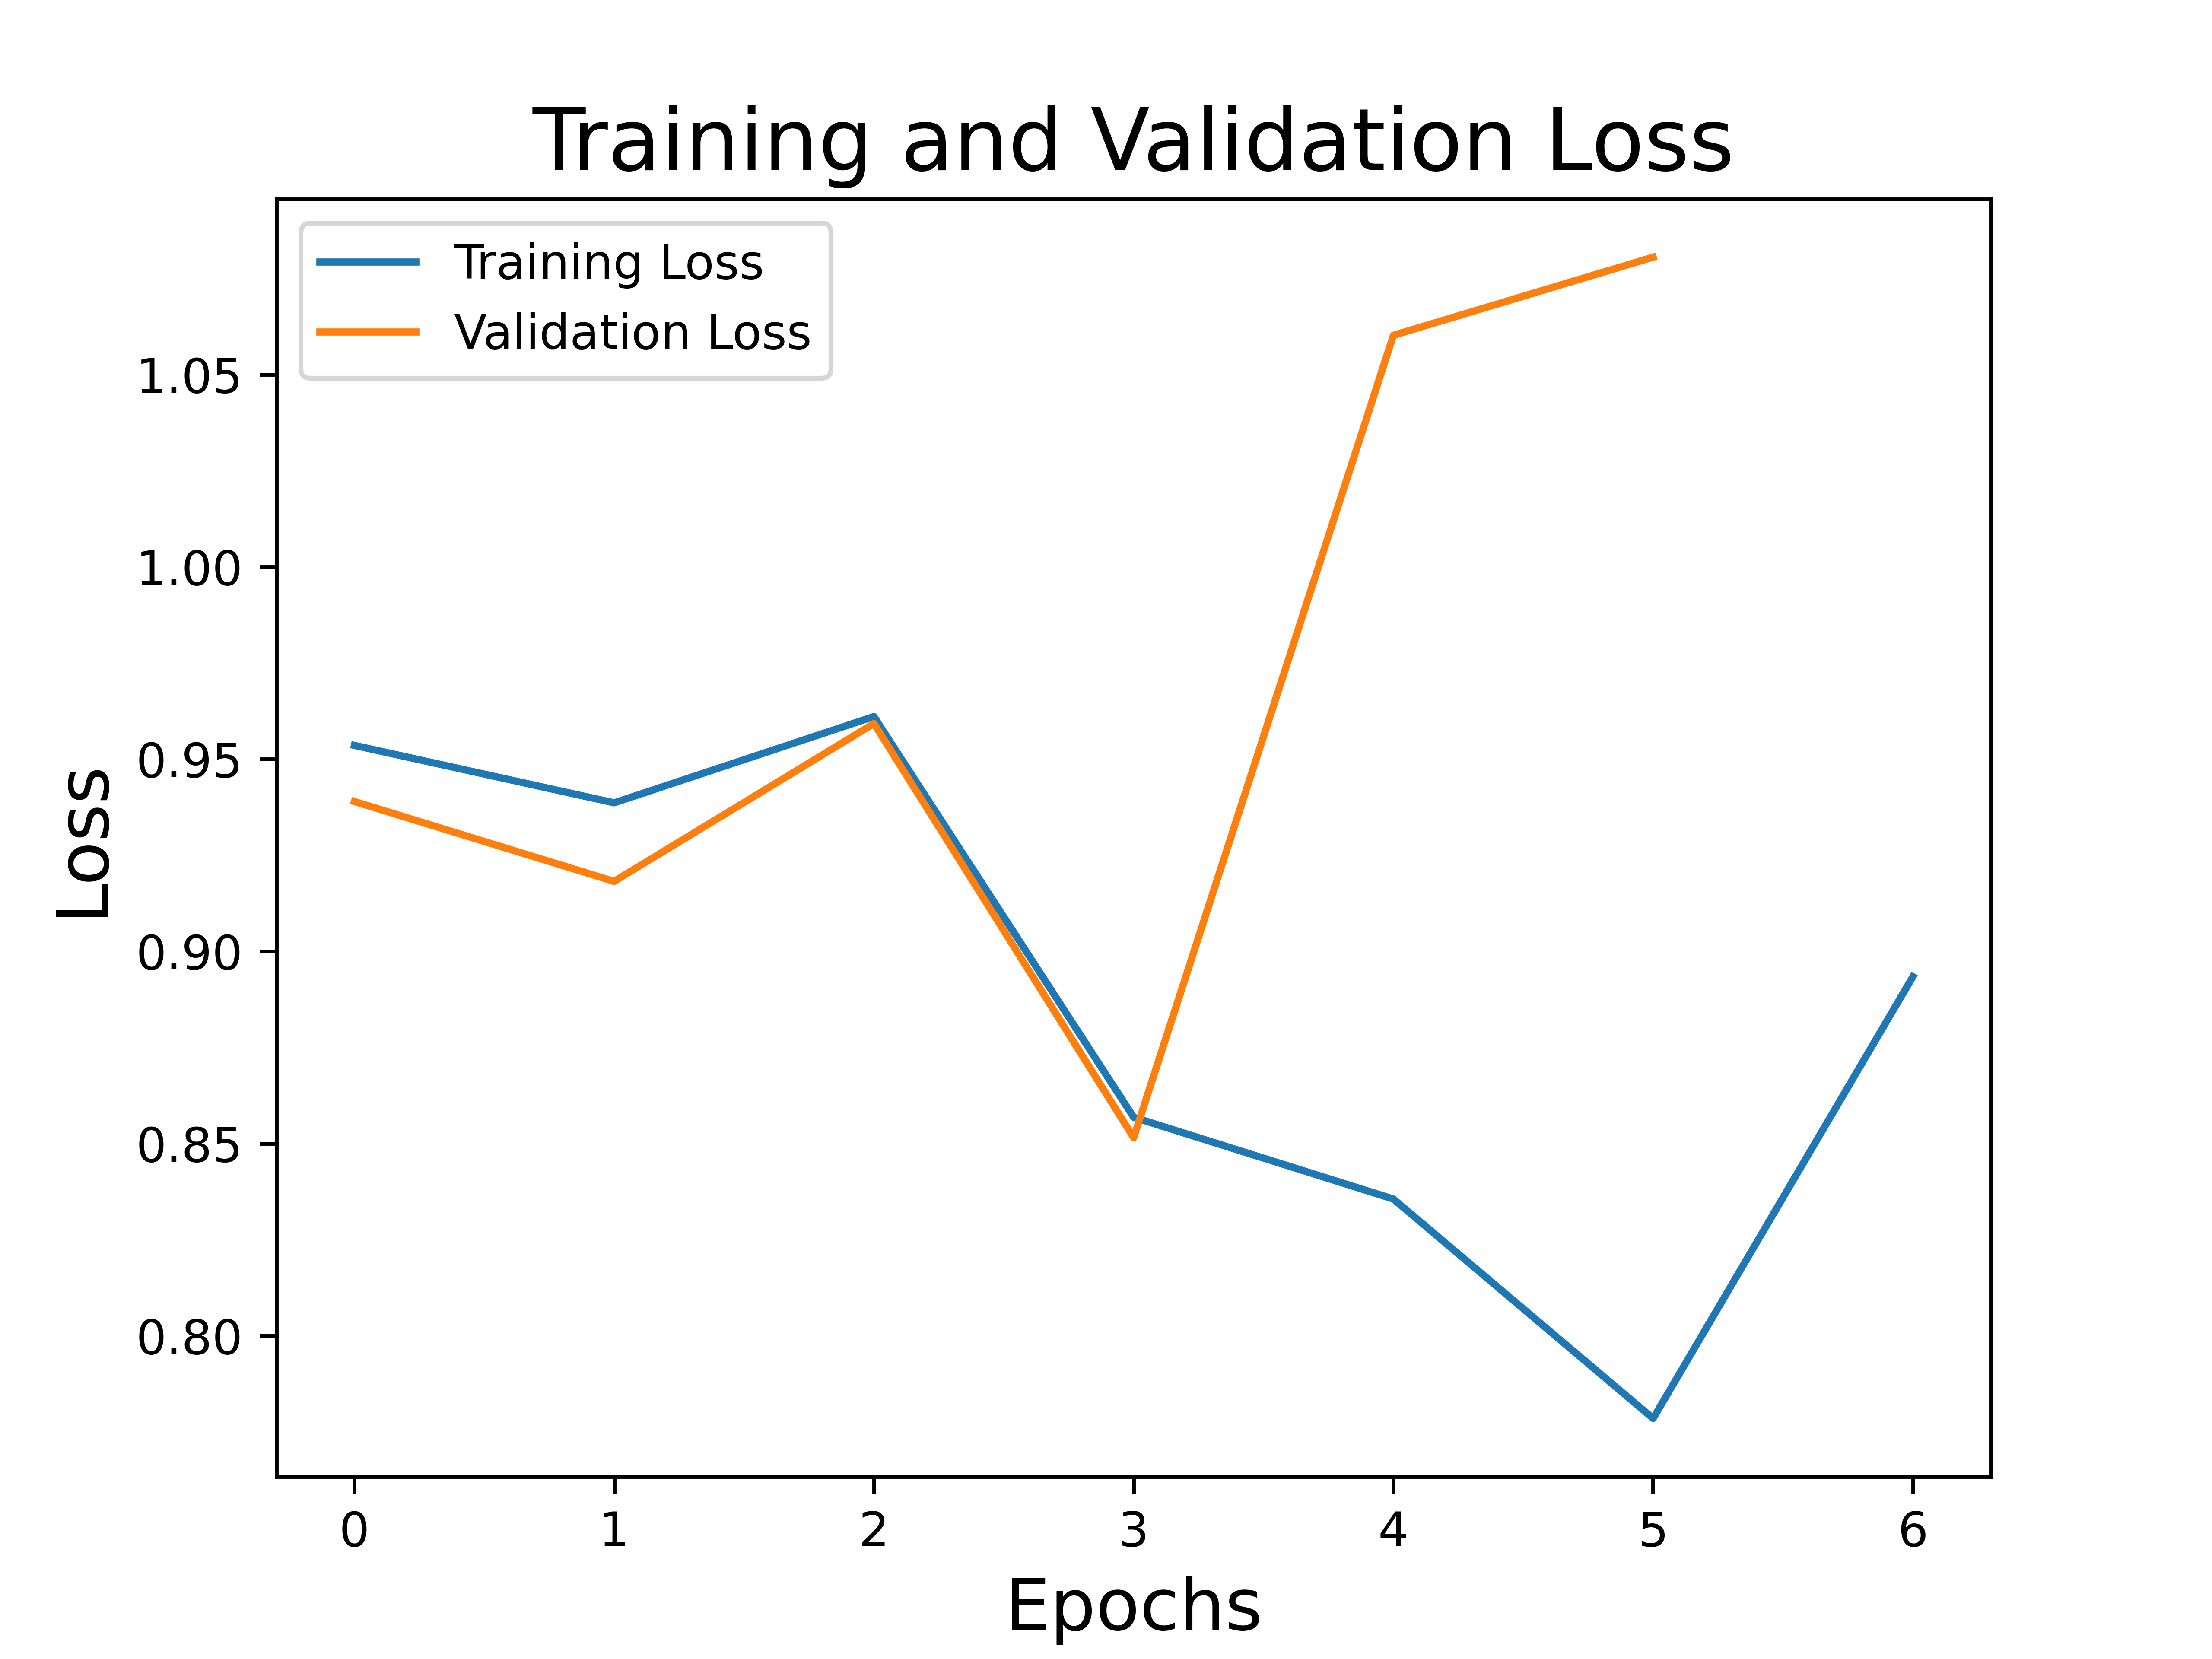 Training and Validation Loss
Training Loss
Validation Loss
1.05
1.00
0.95
0.90
0.85
0.80
Loss
0 1 2 3 4 5 6
Epochs